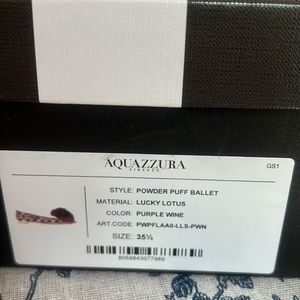 AQUAZZURA
FIRENZE
GS1
STYLE: POWDER PUFF BALLET
MATERIAL: LUCKY LOTUS
COLOR: PURPLE WINE
ART.CODE: PWPFLAA0-LLS-PWN
SIZE: 35½
8058843077989